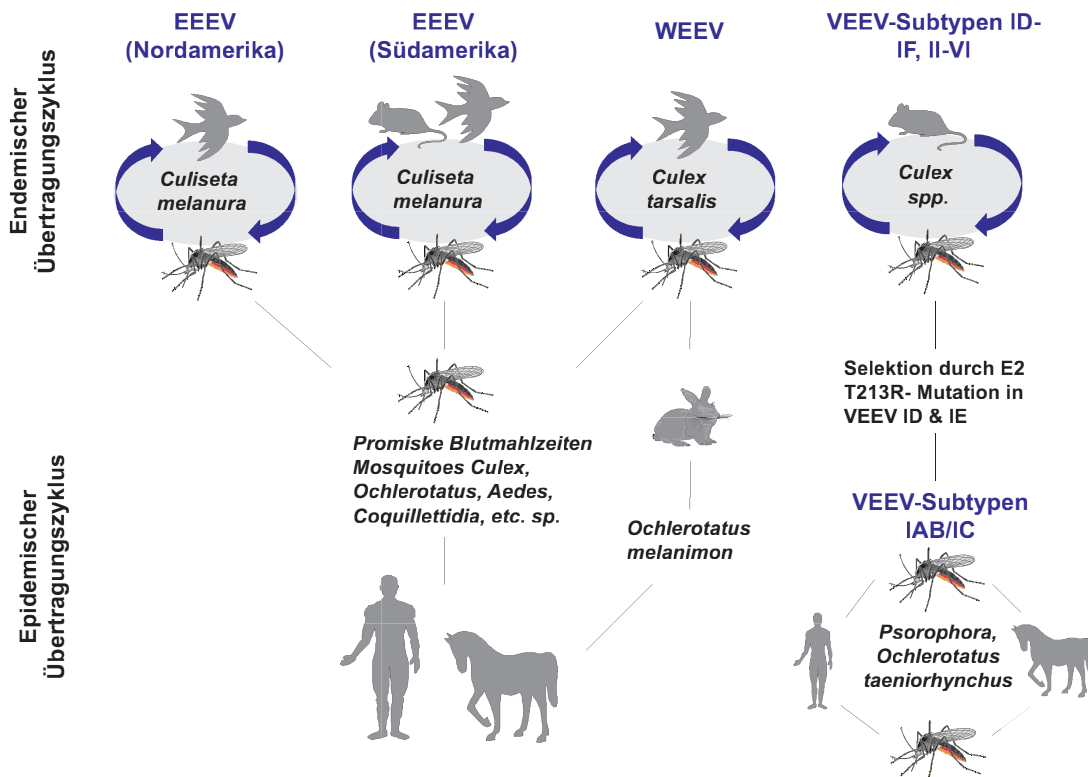 EEEV
(Nordamerika)
EEEV
(Südamerika)
WEEV
VEEV-Subtypen ID-
IF, II-VI
Endemischer
Übertragungszyklus
Culiseta
melanura
Culiseta
melanura
Culex
tarsalis
Culex
spp.
Selektion durch E2
T213R- Mutation in
VEEV ID & IE
Promiske Blutmahlzeiten
Mosquitoes Culex,
Ochlerotatus, Aedes,
Coquillettidia, etc. sp.
Ochlerotatus
melanimon
Epidemischer
Übertragungszyklus
VEEV-Subtypen
IAB/IC
Psorophora,
Ochlerotatus
taeniorhynchus